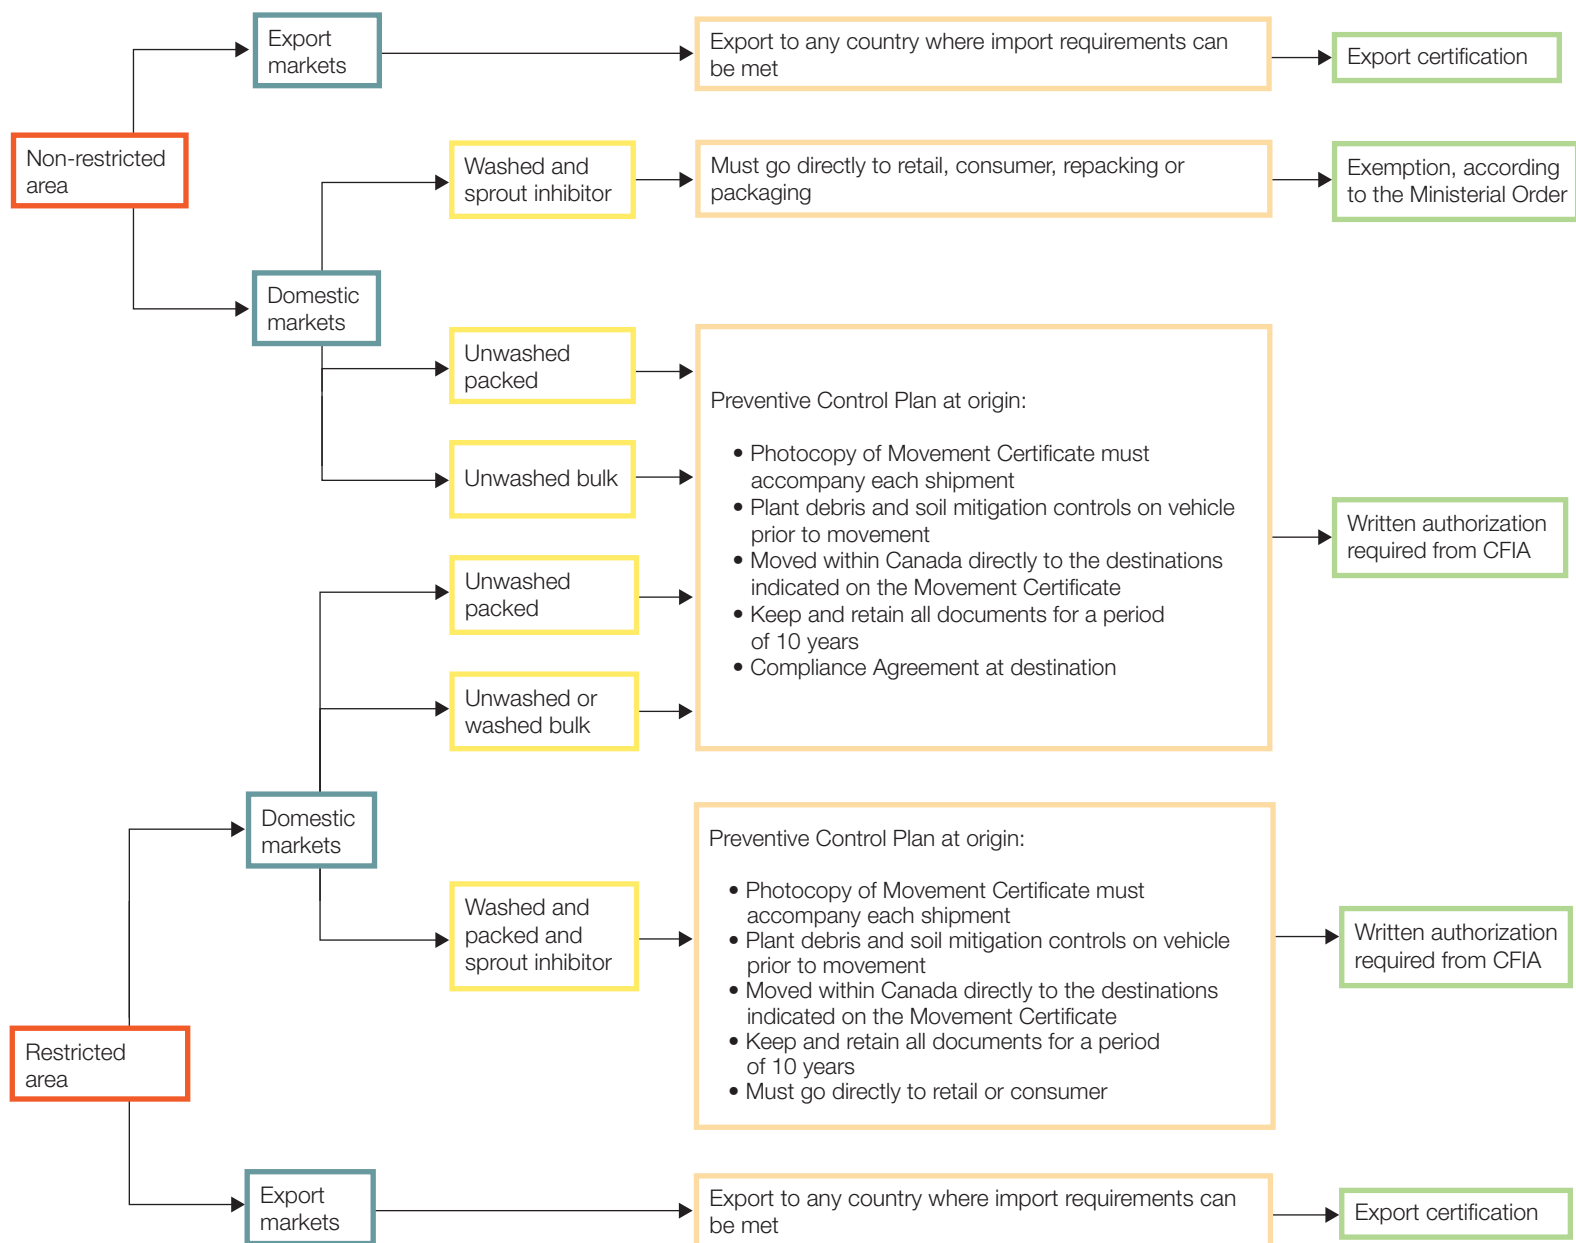 Export
markets
Export to any country where import requirements can
be met
Export certification
Non-restricted
area
Washed and
sprout inhibitor
Must go directly to retail, consumer, repacking or
packaging
Exemption, according
to the Ministerial Order
Domestic
markets
Unwashed
packed
Unwashed bulk
Unwashed
packed
Unwashed or
washed bulk
Preventive Control Plan at origin:
• Photocopy of Movement Certificate must
accompany each shipment
• Plant debris and soil mitigation controls on vehicle
prior to movement
• Moved within Canada directly to the destinations
indicated on the Movement Certificate
• Keep and retain all documents for a period
of 10 years
• Compliance Agreement at destination
Written authorization
required from CFIA
Domestic
markets
Washed and
packed and
sprout inhibitor
Preventive Control Plan at origin:
• Photocopy of Movement Certificate must
accompany each shipment
• Plant debris and soil mitigation controls on vehicle
prior to movement
• Moved within Canada directly to the destinations
indicated on the Movement Certificate
• Keep and retain all documents for a period
of 10 years
• Must go directly to retail or consumer
Written authorization
required from CFIA
Restricted
area
Export
markets
Export to any country where import requirements can
be met
Export certification